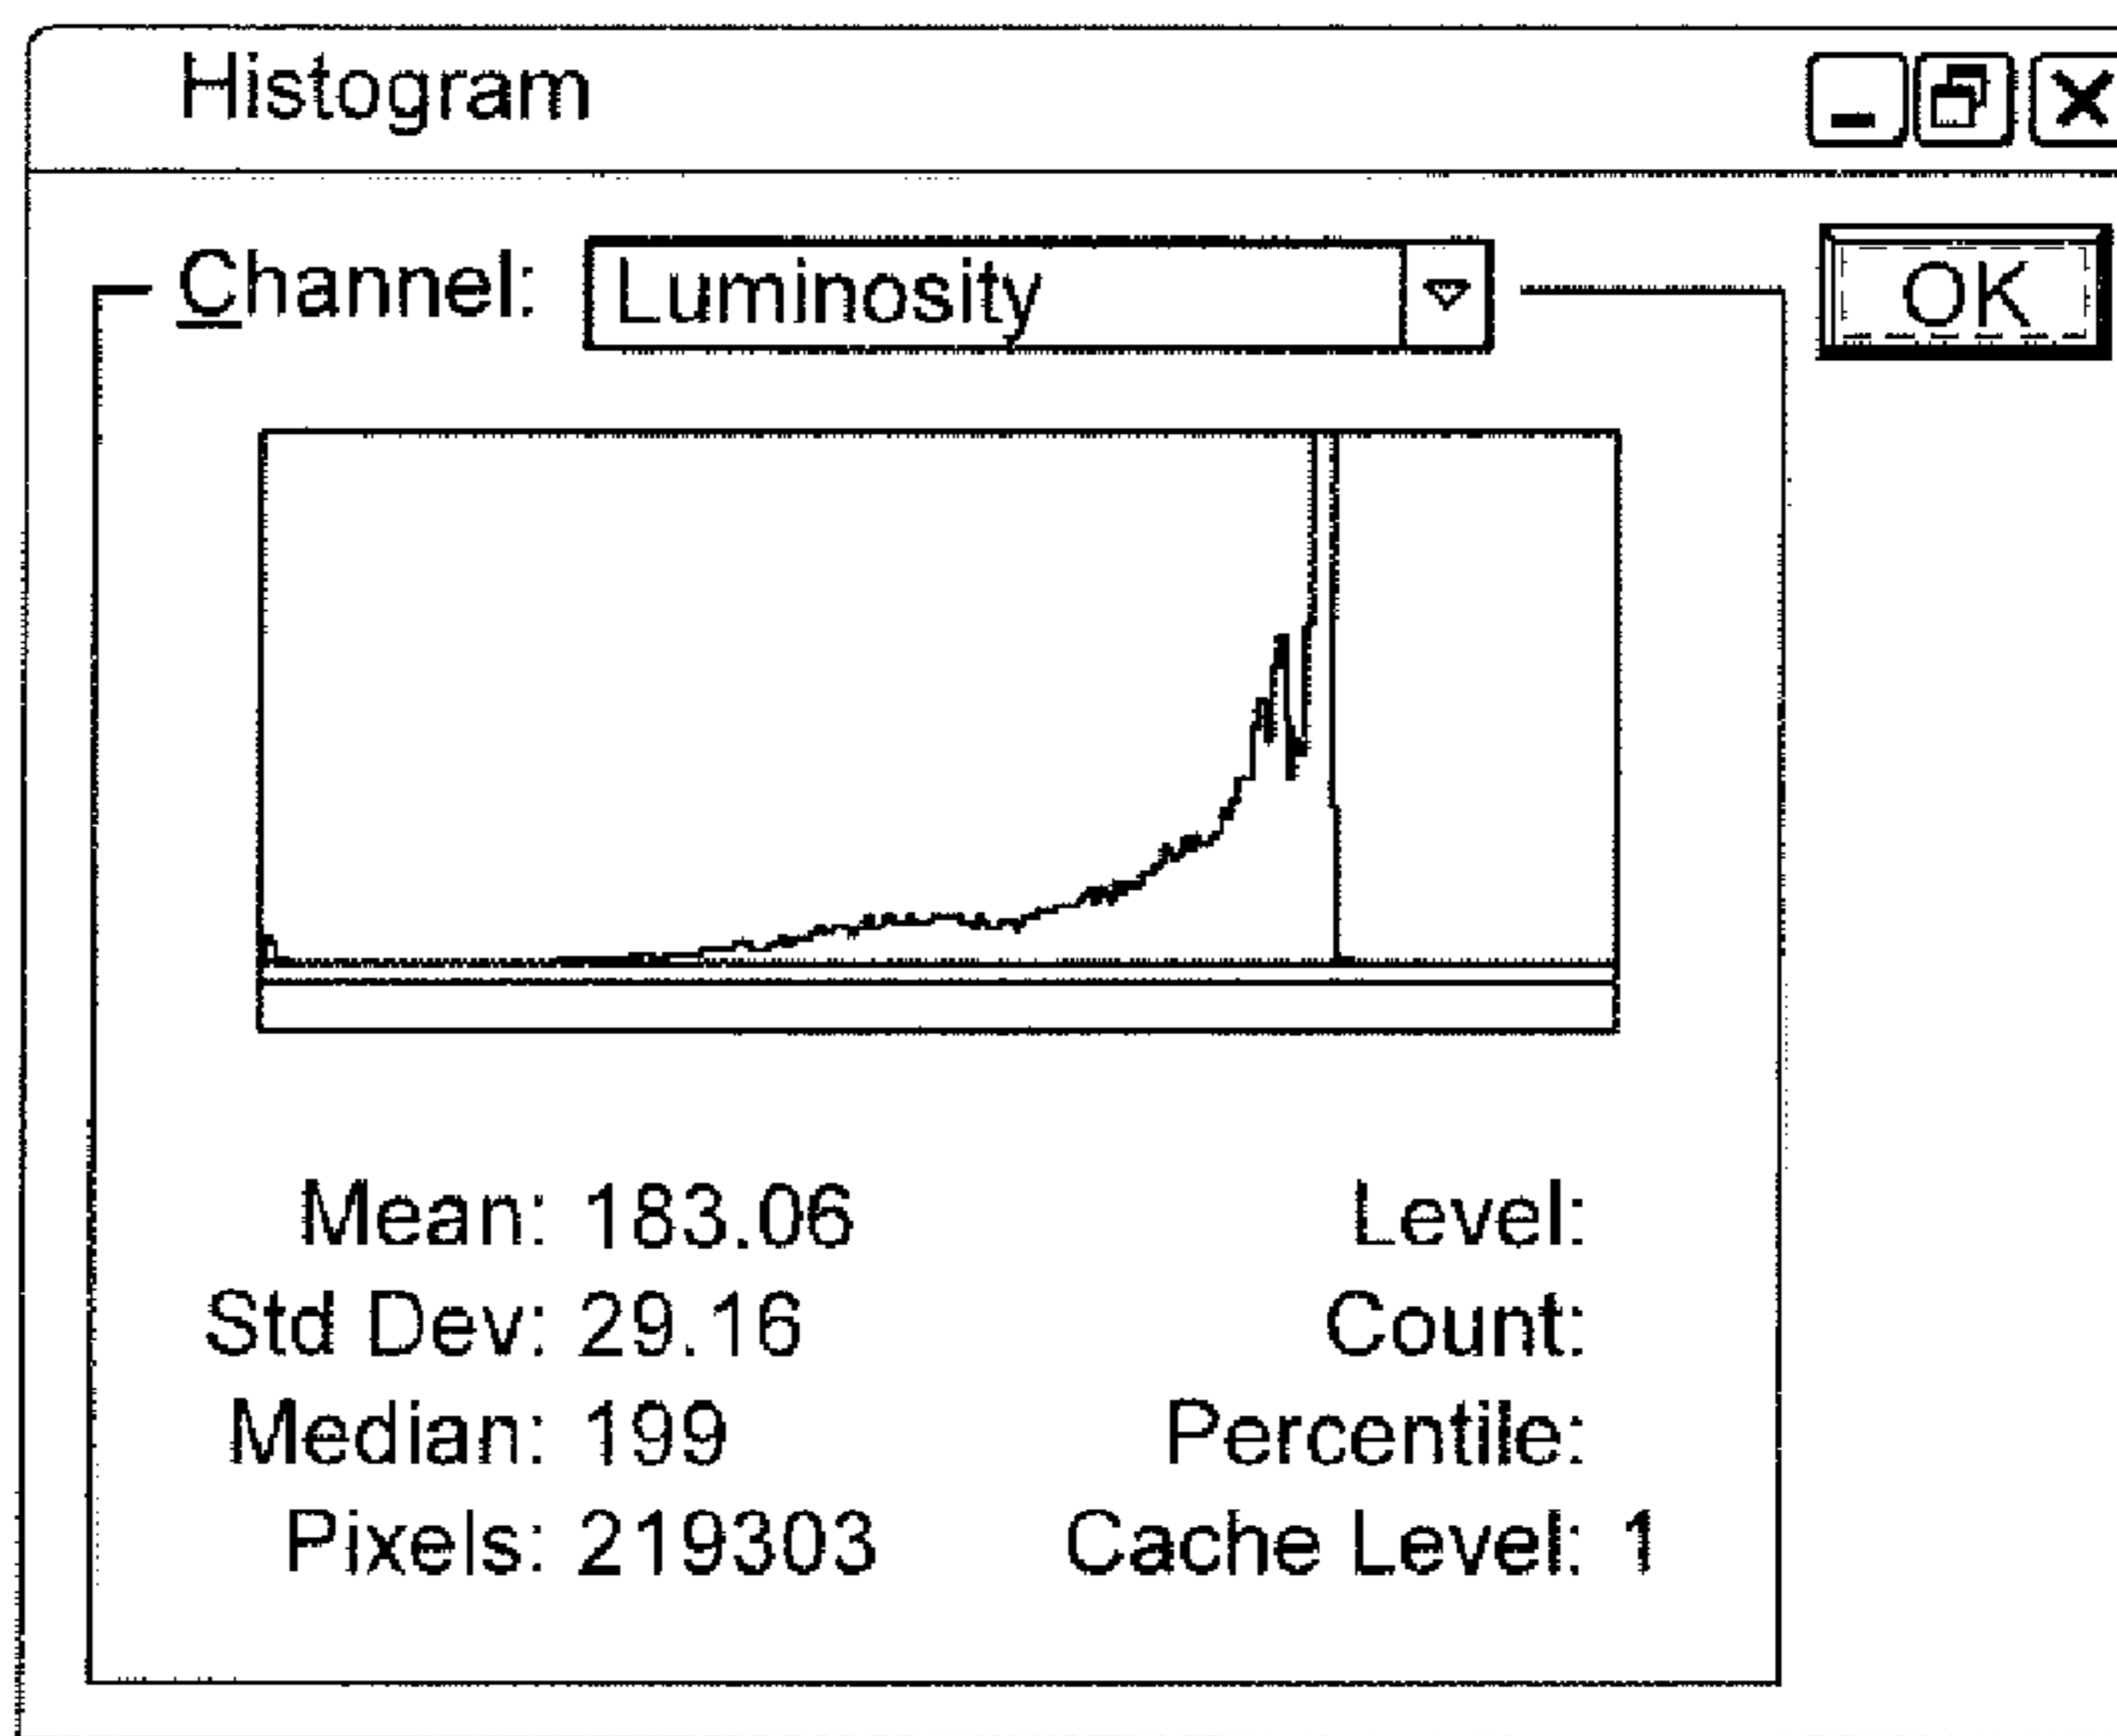 Histogram
Channel: Luminosity
OK
Mean: 183.06 Level:
Std Dev: 29.16 Count:
Median: 199 Percentile:
Pixels: 219303 Cache Level: 1